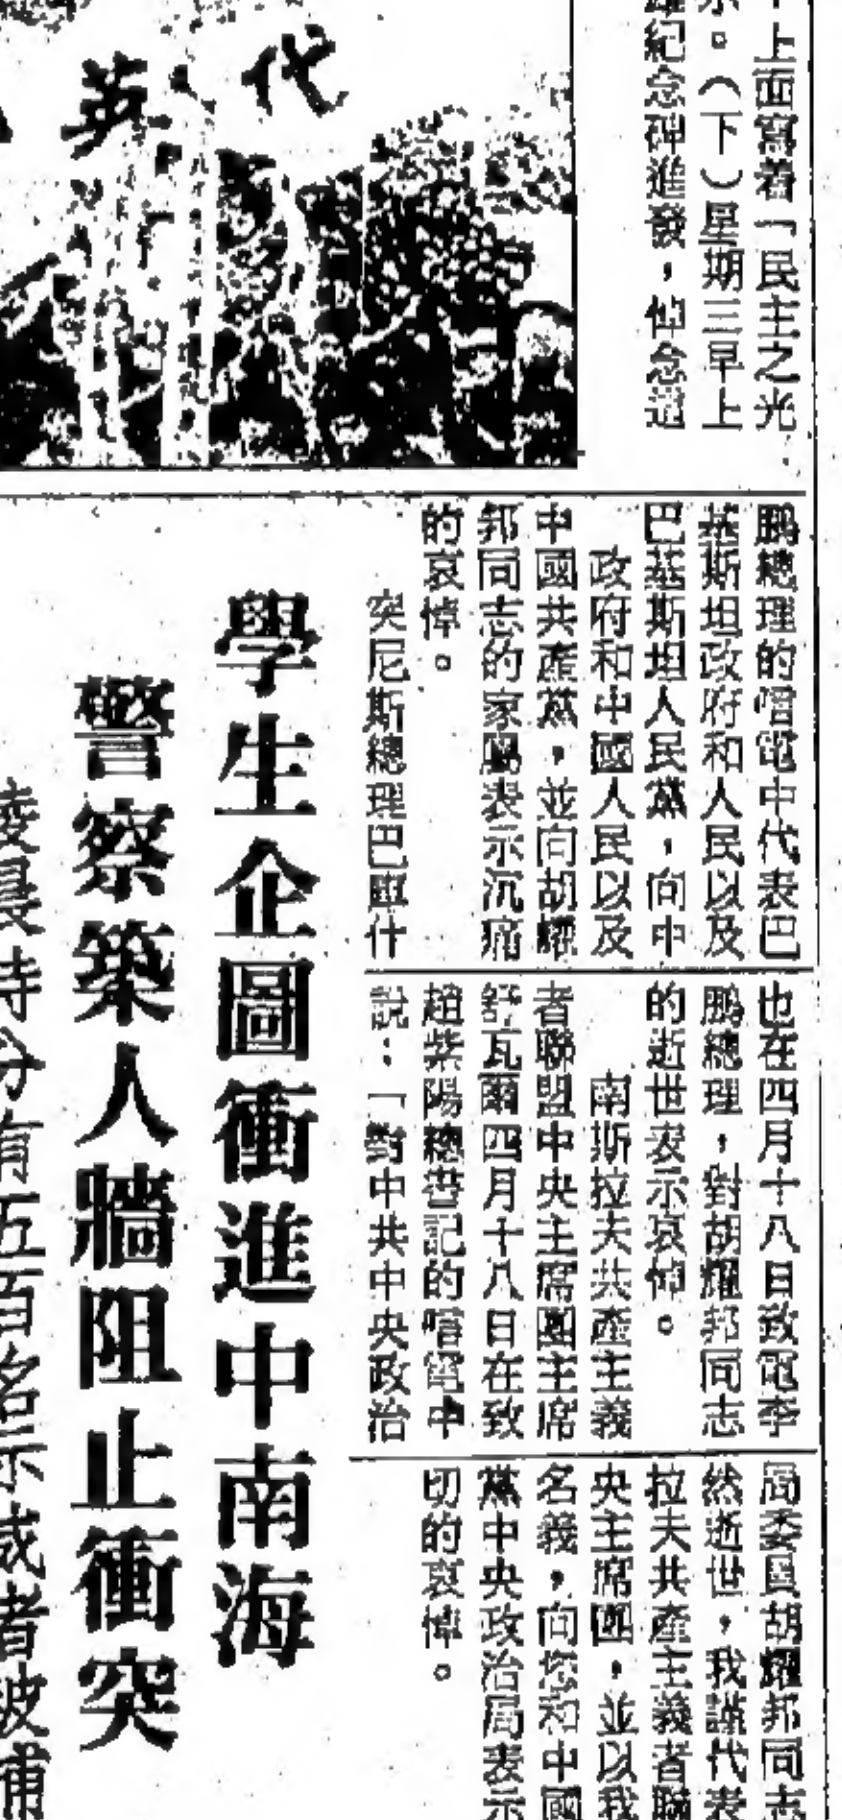 上面寫着「民主之光
示。(下)星期三早上
紀念碑進發，悼念這
代
英
鵬總理的唁電中代表巴
基斯坦政府和人民以及
巴基斯坦人民黨，向中
政府和中國人民以及
中國共產黨，並向胡耀
邦同志的家屬表示沉痛
的哀悼。
突尼斯總理巴庫什
也在四月十八日致電李
鵬總理，對胡耀邦同志
的逝世表示哀悼。
南斯拉夫共產主義
者聯盟中央主席團主席
舒瓦爾四月十八日在致
趙紫陽總書記的唁電中
說：「對中共中央政治
局委員胡耀邦同志
然逝世，我謹代表
拉夫共產主義者聯
央主席團，並以我
名義，向您和中國
黨中央政治局表示
切的哀悼。
學生企圖衝進中南海
警察築人牆阻止衝突
凌晨時分有五百名示威者被捕